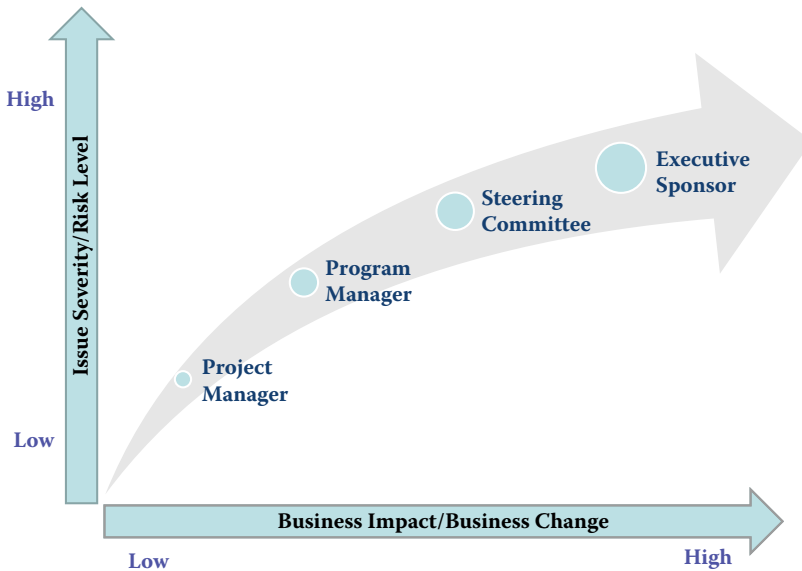 High
Issue Severity/Risk Level
Low
Executive
Sponsor
Steering
Committee
Program
Manager
Project
Manager
Business Impact/Business Change
Low
High